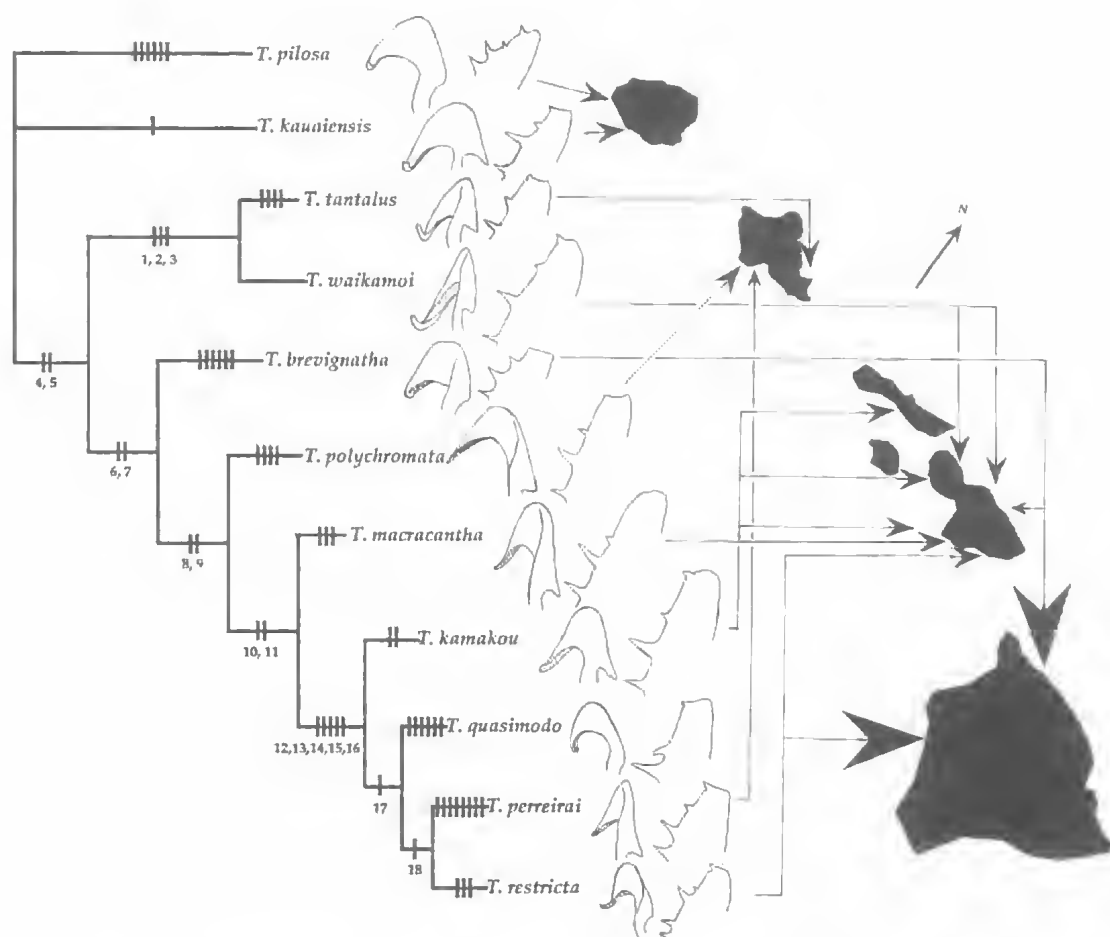 T. pilosa
T. kauaiensis
T. tantalus
1, 2, 3
T. waikamoi
N
4, 5
T. brevignatha
6, 7
T. polychromata
8, 9
T. macracantha
10, 11
T. kamakou
12,13,14,15,16
T. quasimodo
17
T. perreirai
18
T. restricta